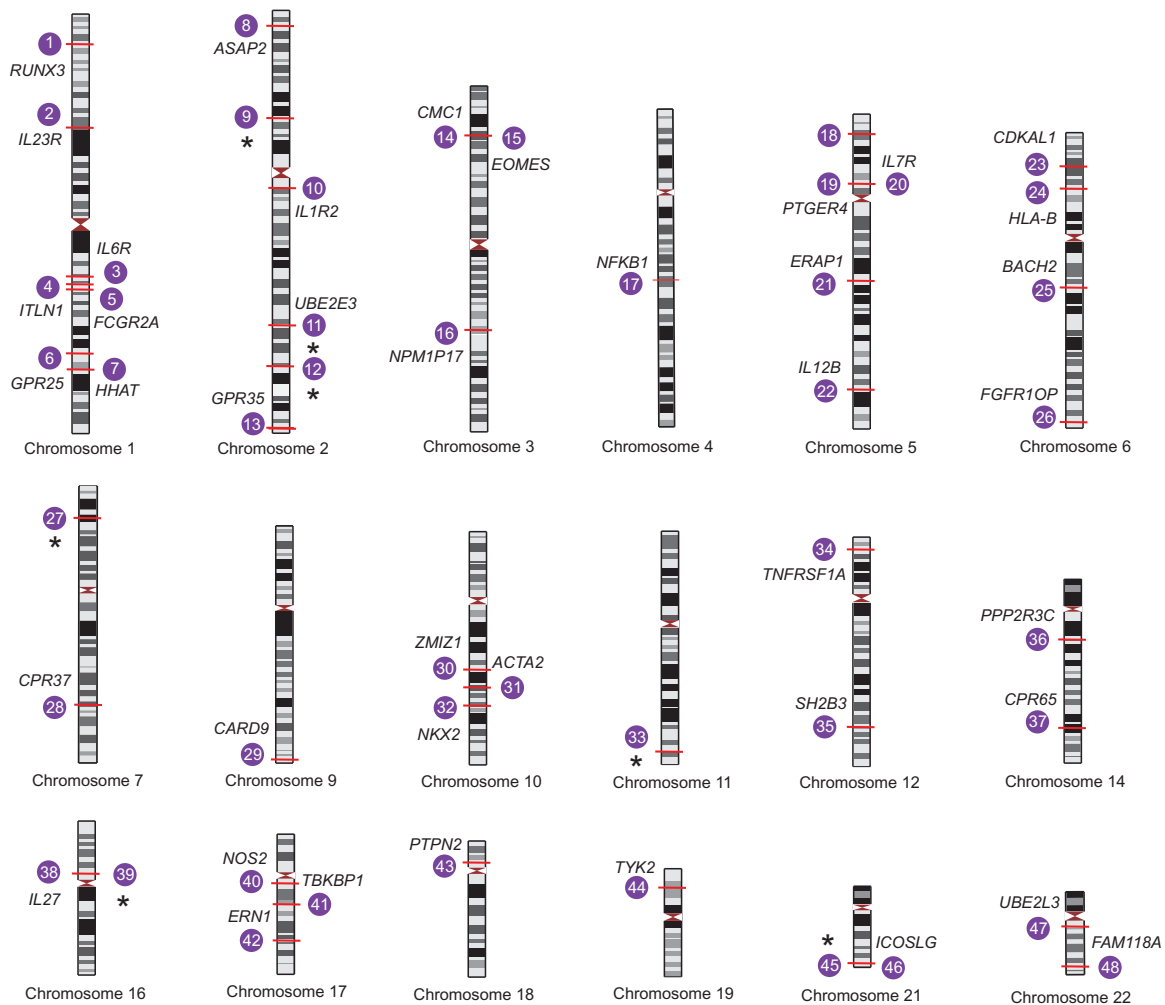 1
RUNX3
2
IL23R
IL6R
3
4
5
ITLN1
FCGR2A
6
7
GPR25
HHAT
Chromosome 1
8
ASAP2
9
*
10
IL1R2
UBE2E3
11
*
12
*
GPR35
13
Chromosome 2
CMC1
14
15
EOMES
16
NPM1P17
Chromosome 3
NFKB1
17
Chromosome 4
18
IL7R
19
20
PTGER4
ERAP1
21
IL12B
22
Chromosome 5
CDKAL1
23
24
HLA-B
BACH2
25
FGFR1OP
26
Chromosome 6
27
*
CPR37
28
Chromosome 7
CARD9
29
Chromosome 9
ZMIZ1
ACTA2
30
31
32
NKX2
Chromosome 10
33
*
Chromosome 11
34
TNFRSF1A
SH2B3
35
Chromosome 12
PPP2R3C
36
CPR65
37
Chromosome 14
38
39
IL27
*
Chromosome 16
NOS2
40
TBKBP1
41
ERN1
42
Chromosome 17
PTPN2
43
Chromosome 18
TYK2
44
Chromosome 19
*
ICOSLG
45
46
Chromosome 21
UBE2L3
47
FAM118A
48
Chromosome 22